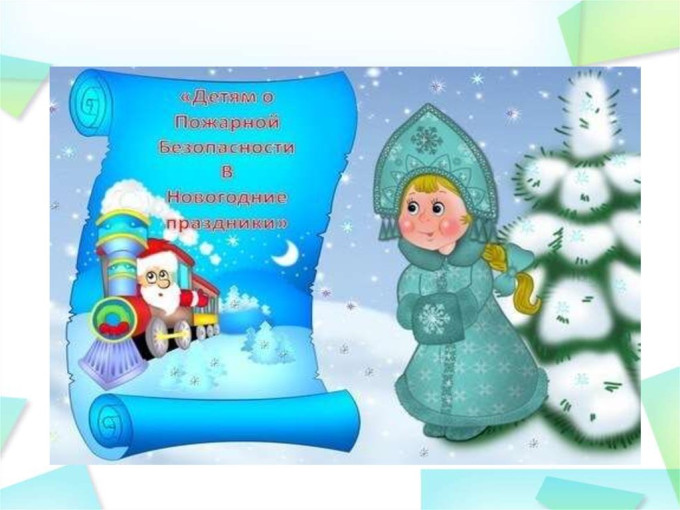 «Детям о
Пожарной
Безопасности
В
Новогодние
праздники»